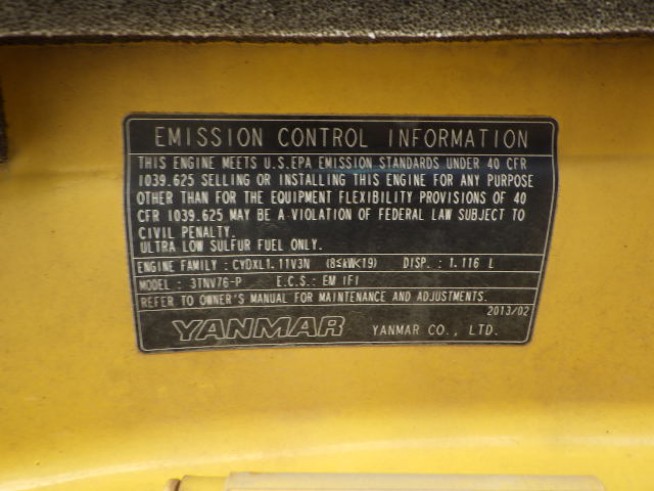 EMISSION CONTROL INFORMATION
THIS ENGINE MEETS U.S.EPA EMISSION STANDARDS UNDER 40 CFR
1039.625 SELLING OR INSTALLING THIS ENGINE FOR ANY PURPOSE
OTHER THAN FOR THE EQUIPMENT FLEXIBILITY PROVISIONS OF 40
CFR 1039.625 MAY BE A VIOLATION OF FEDERAL LAW SUBJECT TO
CIVIL PENALTY.
ULTRA LOW SULFUR FUEL ONLY.
ENGINE FAMILY : CYDXL1.11V3N (8≤kW<19) DISP. : 1.116 L
MODEL : 3TNV76-P E.C.S.: EM IFI
REFER TO OWNER'S MANUAL FOR MAINTENANCE AND ADJUSTMENTS.
2013/02
YANMAR YANMAR CO., LTD.